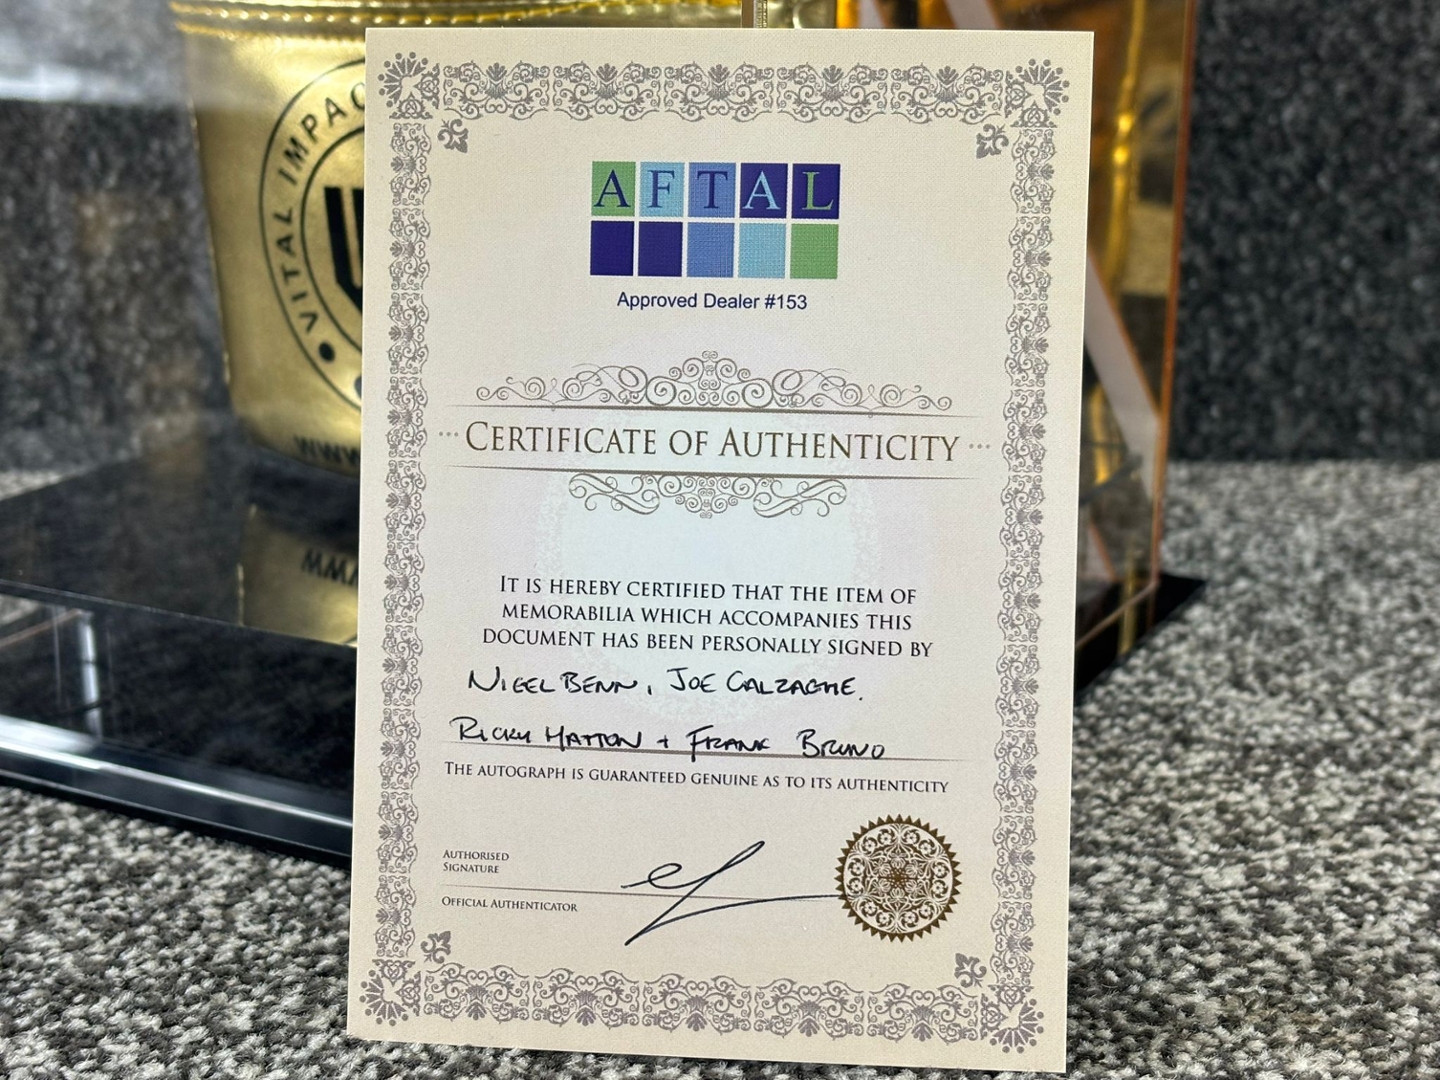 VITAL IMPAC
WWW
AFTAL
Approved Dealer #153
CERTIFICATE OF AUTHENTICITY
IT IS HEREBY CERTIFIED THAT THE ITEM OF
MEMORABILIA WHICH ACCOMPANIES THIS
DOCUMENT HAS BEEN PERSONALLY SIGNED BY
NIGEL BENN, JOE CALZAGHE.
RICKY HATTON + FRANK BRUNO
THE AUTOGRAPH IS GUARANTEED GENUINE AS TO ITS AUTHENTICITY
AUTHORISED
SIGNATURE
OFFICIAL AUTHENTICATOR